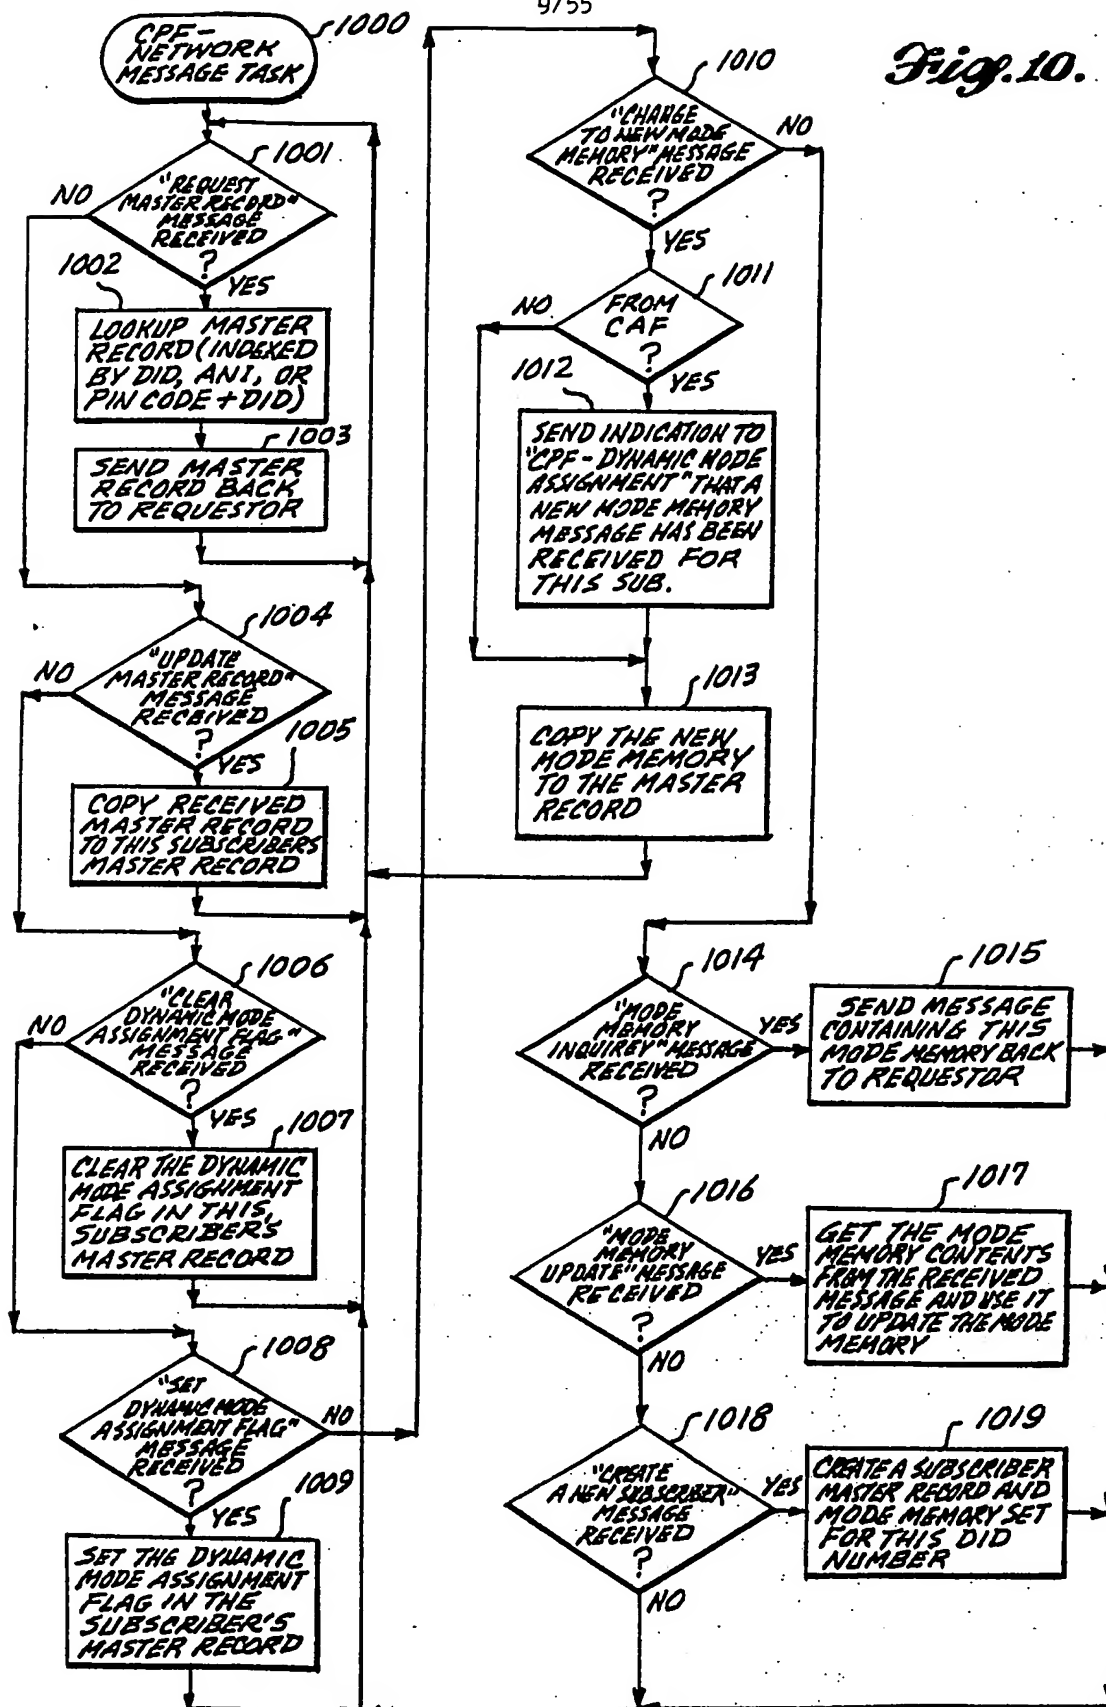 9/55
Fig. 10.
CPF-
NETWORK
MESSAGE TASK
1000
1001
"REQUEST
MASTER RECORD"
MESSAGE
RECEIVED
?
NO
YES
1002
LOOKUP MASTER
RECORD (INDEXED
BY DID, ANI, OR
PIN CODE + DID)
1003
SEND MASTER
RECORD BACK
TO REQUESTOR
1004
"UPDATE
MASTER RECORD"
MESSAGE
RECEIVED
?
NO
YES
1005
COPY RECEIVED
MASTER RECORD
TO THIS SUBSCRIBERS
MASTER RECORD
1006
"CLEAR
DYNAMIC MODE
ASSIGNMENT FLAG"
MESSAGE
RECEIVED
?
NO
YES
1007
CLEAR THE DYNAMIC
MODE ASSIGNMENT
FLAG IN THIS,
SUBSCRIBER'S
MASTER RECORD
1008
"SET
DYNAMIC MODE
ASSIGNMENT FLAG"
MESSAGE
RECEIVED
?
NO
YES
1009
SET THE DYNAMIC
MODE ASSIGNMENT
FLAG IN THE
SUBSCRIBER'S
MASTER RECORD
1010
"CHANGE
TO NEW MODE
MEMORY" MESSAGE
RECEIVED
?
NO
YES
1011
FROM
CAF
?
NO
YES
1012
SEND INDICATION TO
"CPF - DYNAMIC MODE
ASSIGNMENT" THAT A
NEW MODE MEMORY
MESSAGE HAS BEEN
RECEIVED FOR
THIS SUB.
1013
COPY THE NEW
MODE MEMORY
TO THE MASTER
RECORD
1014
"MODE
MEMORY
INQUIREY" MESSAGE
RECEIVED
?
YES
NO
1015
SEND MESSAGE
CONTAINING THIS
MODE MEMORY BACK
TO REQUESTOR
1016
"MODE
MEMORY
UPDATE" MESSAGE
RECEIVED
?
YES
NO
1017
GET THE MODE
MEMORY CONTENTS
FROM THE RECEIVED
MESSAGE AND USE IT
TO UPDATE THE MODE
MEMORY
1018
"CREATE
A NEW SUBSCRIBER"
MESSAGE
RECEIVED
?
YES
NO
1019
CREATE A SUBSCRIBER
MASTER RECORD AND
MODE MEMORY SET
FOR THIS DID
NUMBER